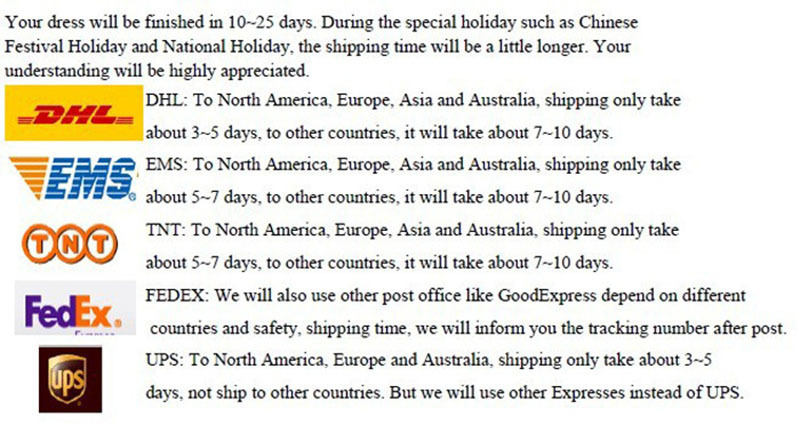 Your dress will be finished in 10~25 days. During the special holiday such as Chinese
Festival Holiday and National Holiday, the shipping time will be a little longer. Your
understanding will be highly appreciated.
DHL
DHL: To North America, Europe, Asia and Australia, shipping only take
about 3~5 days, to other countries, it will take about 7~10 days.
EMS®
EMS: To North America, Europe, Asia and Australia, shipping only take
about 5~7 days, to other countries, it will take about 7~10 days.
TNT
TNT: To North America, Europe, Asia and Australia, shipping only take
about 5~7 days, to other countries, it will take about 7~10 days.
FedEx®
FEDEX: We will also use other post office like GoodExpress depend on different
countries and safety, shipping time, we will inform you the tracking number after post.
ups
UPS: To North America, Europe and Australia, shipping only take about 3~5
days, not ship to other countries. But we will use other Expresses instead of UPS.